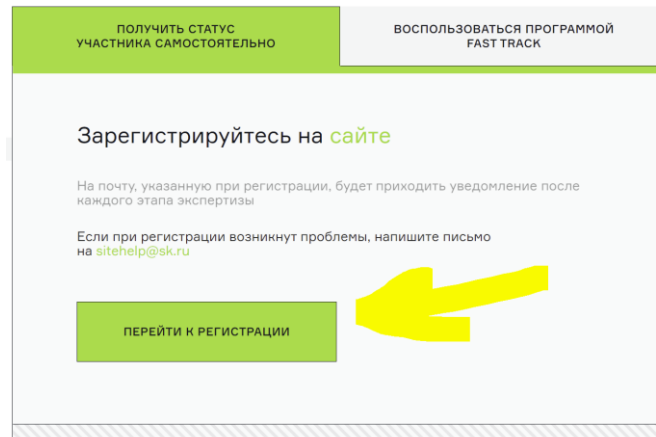 ПОЛУЧИТЬ СТАТУС
УЧАСТНИКА САМОСТОЯТЕЛЬНО
ВОСПОЛЬЗОВАТЬСЯ ПРОГРАММОЙ
FAST TRACK
Зарегистрируйтесь на сайте
На почту, указанную при регистрации, будет приходить уведомление после
каждого этапа экспертизы
Если при регистрации возникнут проблемы, напишите письмо
на sitehelp@sk.ru
ПЕРЕЙТИ К РЕГИСТРАЦИИ